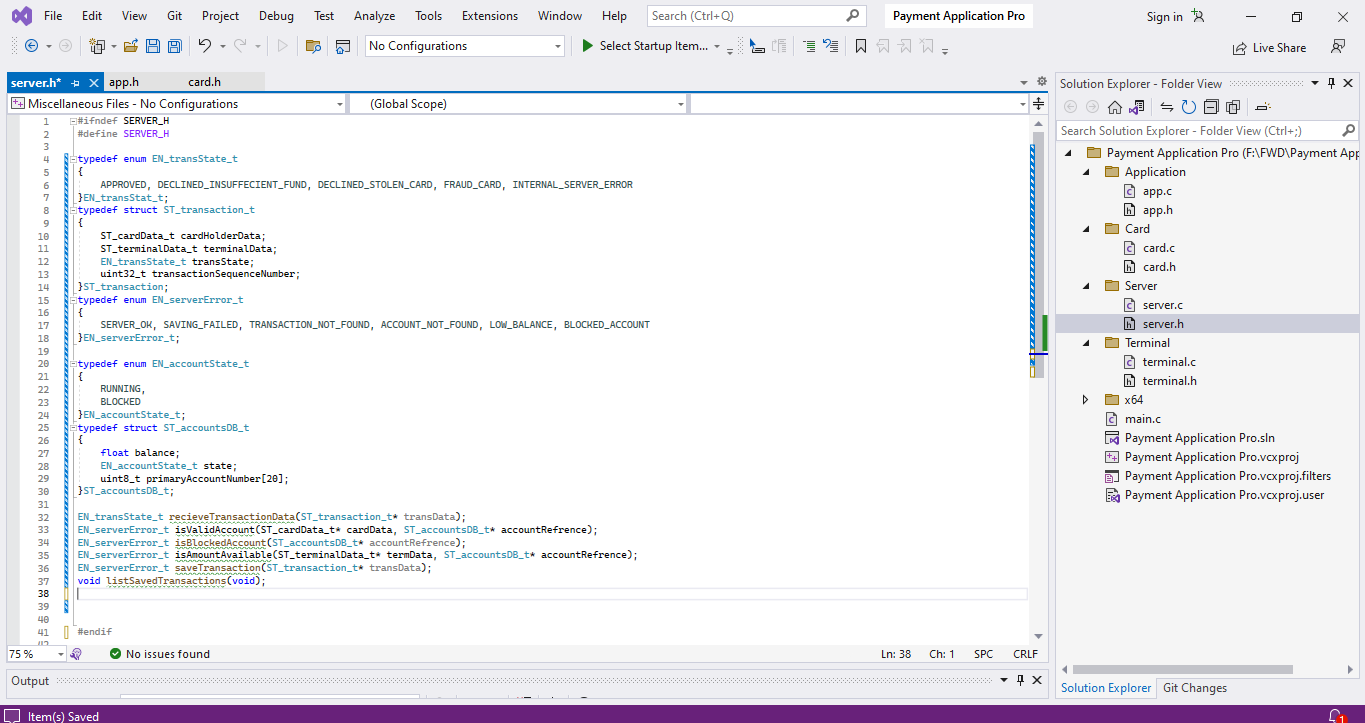 File Edit View Git Project Debug Test Analyze Tools Extensions Window Help Search (Ctrl+Q) Payment Application Pro Sign in
No Configurations Select Startup Item... Live Share
server.h* app.h card.h
Miscellaneous Files - No Configurations (Global Scope)
1 #ifndef SERVER_H
2 #define SERVER_H
3
4 typedef enum EN_transState_t
5 {
6 APPROVED, DECLINED_INSUFFECIENT_FUND, DECLINED_STOLEN_CARD, FRAUD_CARD, INTERNAL_SERVER_ERROR
7 }EN_transStat_t;
8 typedef struct ST_transaction_t
9 {
10 ST_cardData_t cardHolderData;
11 ST_terminalData_t terminalData;
12 EN_transState_t transState;
13 uint32_t transactionSequenceNumber;
14 }ST_transaction;
15 typedef enum EN_serverError_t
16 {
17 SERVER_OK, SAVING_FAILED, TRANSACTION_NOT_FOUND, ACCOUNT_NOT_FOUND, LOW_BALANCE, BLOCKED_ACCOUNT
18 }EN_serverError_t;
19
20 typedef enum EN_accountState_t
21 {
22 RUNNING,
23 BLOCKED
24 }EN_accountState_t;
25 typedef struct ST_accountsDB_t
26 {
27 float balance;
28 EN_accountState_t state;
29 uint8_t primaryAccountNumber[20];
30 }ST_accountsDB_t;
31
32 EN_transState_t recieveTransactionData(ST_transaction_t* transData);
33 EN_serverError_t isValidAccount(ST_cardData_t* cardData, ST_accountsDB_t* accountRefrence);
34 EN_serverError_t isBlockedAccount(ST_accountsDB_t* accountRefrence);
35 EN_serverError_t isAmountAvailable(ST_terminalData_t* termData, ST_accountsDB_t* accountRefrence);
36 EN_serverError_t saveTransaction(ST_transaction_t* transData);
37 void listSavedTransactions(void);
38
39
40
41 #endif
75 % No issues found Ln: 38 Ch: 1 SPC CRLF
Output
Item(s) Saved
Solution Explorer - Folder View
Search Solution Explorer - Folder View (Ctrl+;)
Payment Application Pro (F:\FWD\Payment App
Application
app.c
app.h
Card
card.c
card.h
Server
server.c
server.h
Terminal
terminal.c
terminal.h
x64
main.c
Payment Application Pro.sln
Payment Application Pro.vcxproj
Payment Application Pro.vcxproj.filters
Payment Application Pro.vcxproj.user
Solution Explorer Git Changes
1